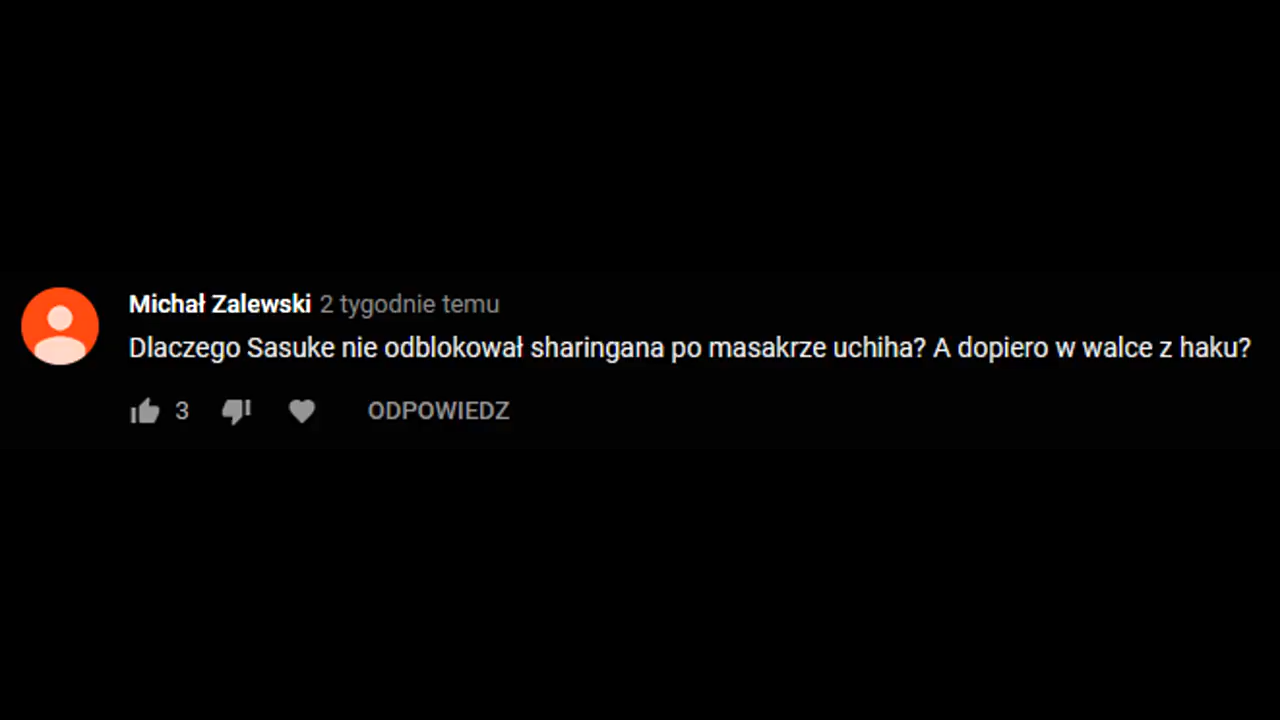 Michał Zalewski 2 tygodnie temu
Dlaczego Sasuke nie odblokował sharingana po masakrze uchiha? A dopiero w walce z haku?
3 ODPOWIEDZ